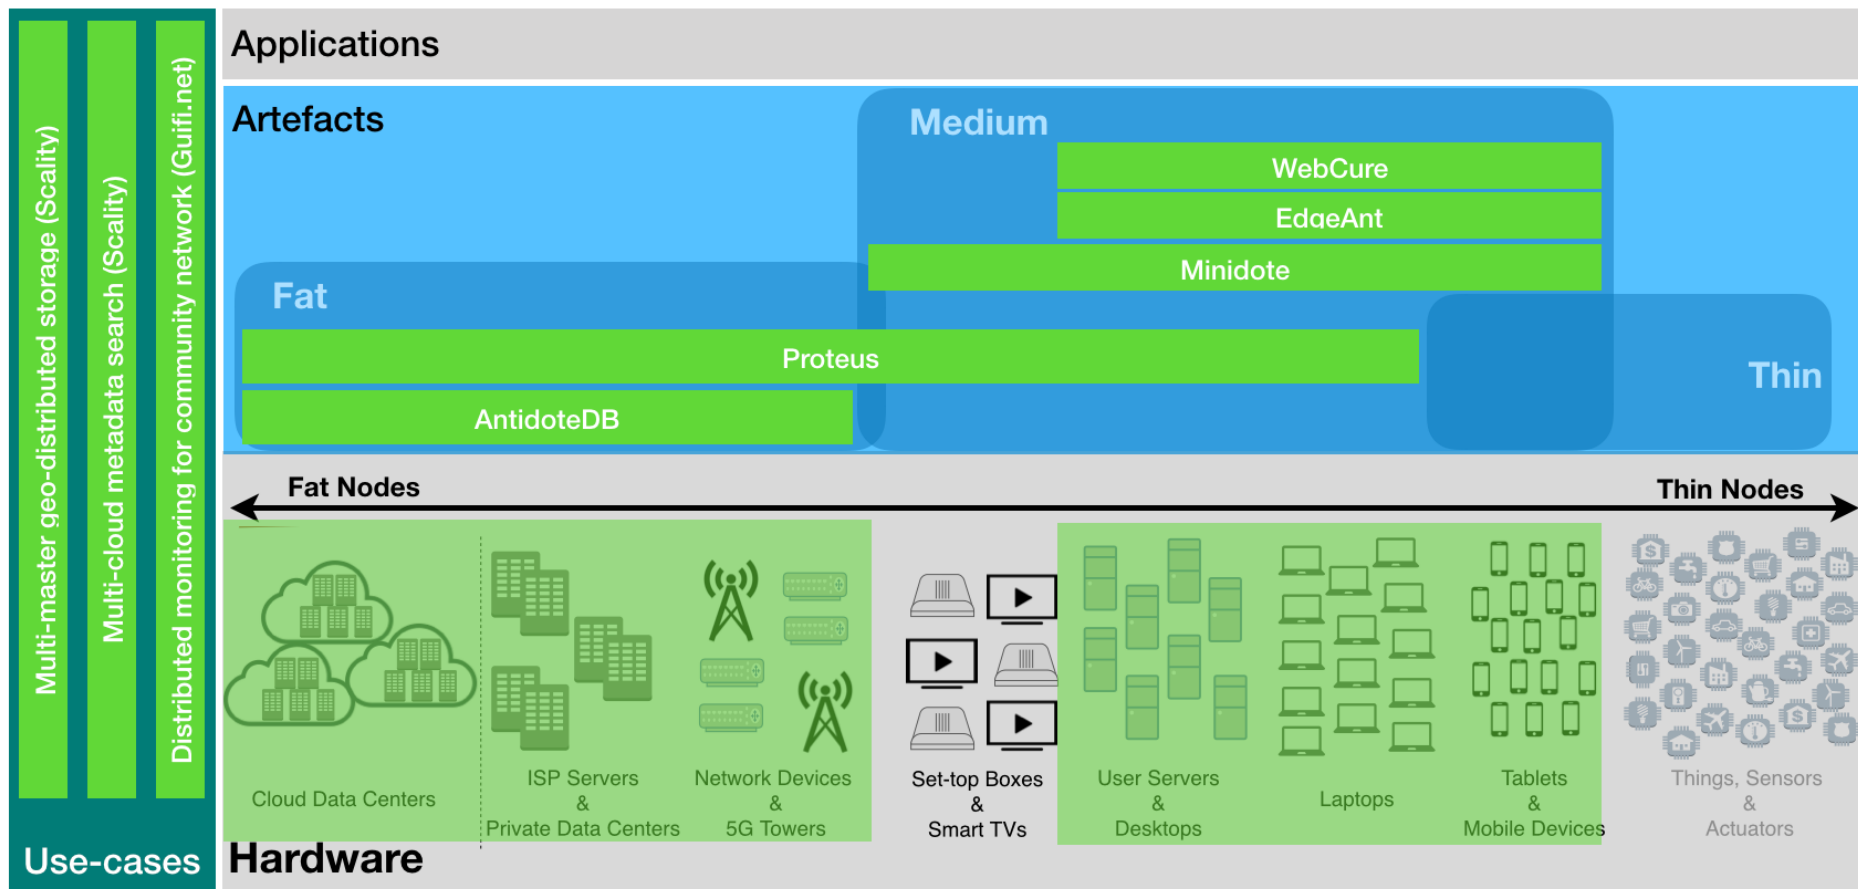 Multi-master geo-distributed storage (Scality)
Multi-cloud metadata search (Scality)
Distributed monitoring for community network (Guifi.net)
Use-cases
Applications
Artefacts
Medium
WebCure
EdgeAnt
Minidote
Fat
Proteus
Thin
AntidoteDB
Fat Nodes
Thin Nodes
Cloud Data Centers
ISP Servers
&
Private Data Centers
Network Devices
&
5G Towers
Set-top Boxes
&
Smart TVs
User Servers
&
Desktops
Laptops
Tablets
&
Mobile Devices
Things, Sensors
&
Actuators
Hardware